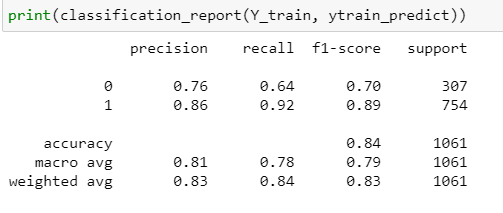 print(classification_report(Y_train, ytrain_predict))
precision recall f1-score support
0 0.76 0.64 0.70 307
1 0.86 0.92 0.89 754
accuracy 0.84 1061
macro avg 0.81 0.78 0.79 1061
weighted avg 0.83 0.84 0.83 1061